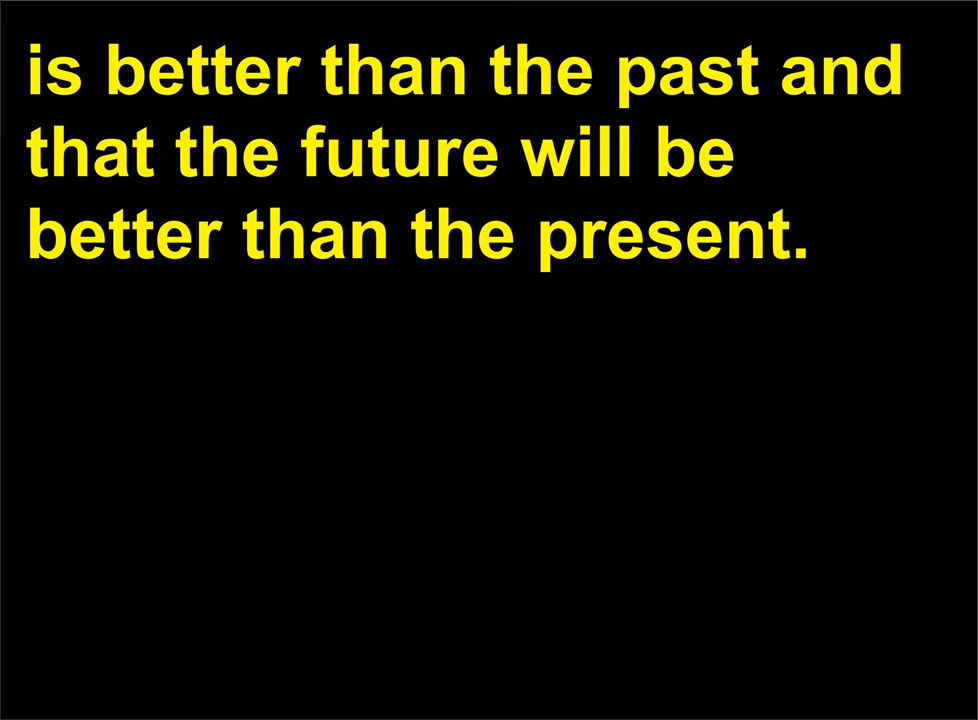 is better than the past and
that the future will be
better than the present.